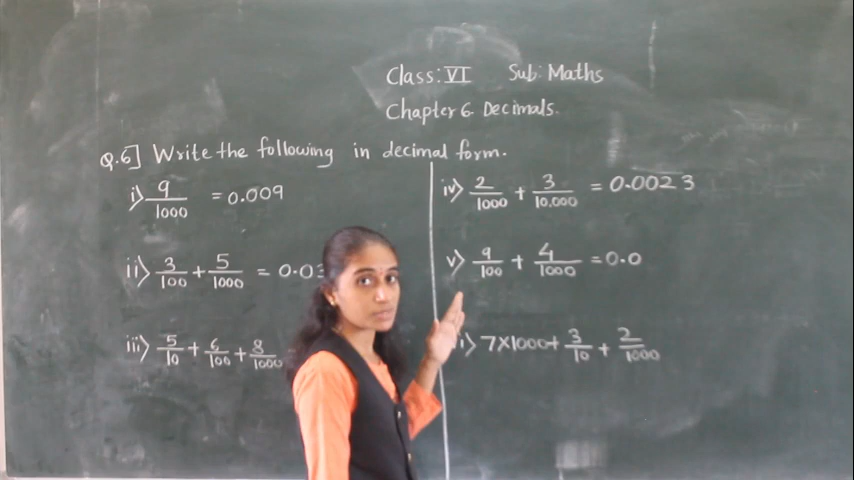 Class: VI Sub: Maths
Chapter 6. Decimals.
Q.6] Write the following in decimal form.
i) 9/1000 = 0.009
ii) 3/100 + 5/1000 = 0.03
iii) 5/10 + 6/100 + 8/1000
iv) 2/1000 + 3/10,000 = 0.0023
v) 9/100 + 4/1000 = 0.0
i) 7×1000+ 3/10 + 2/1000